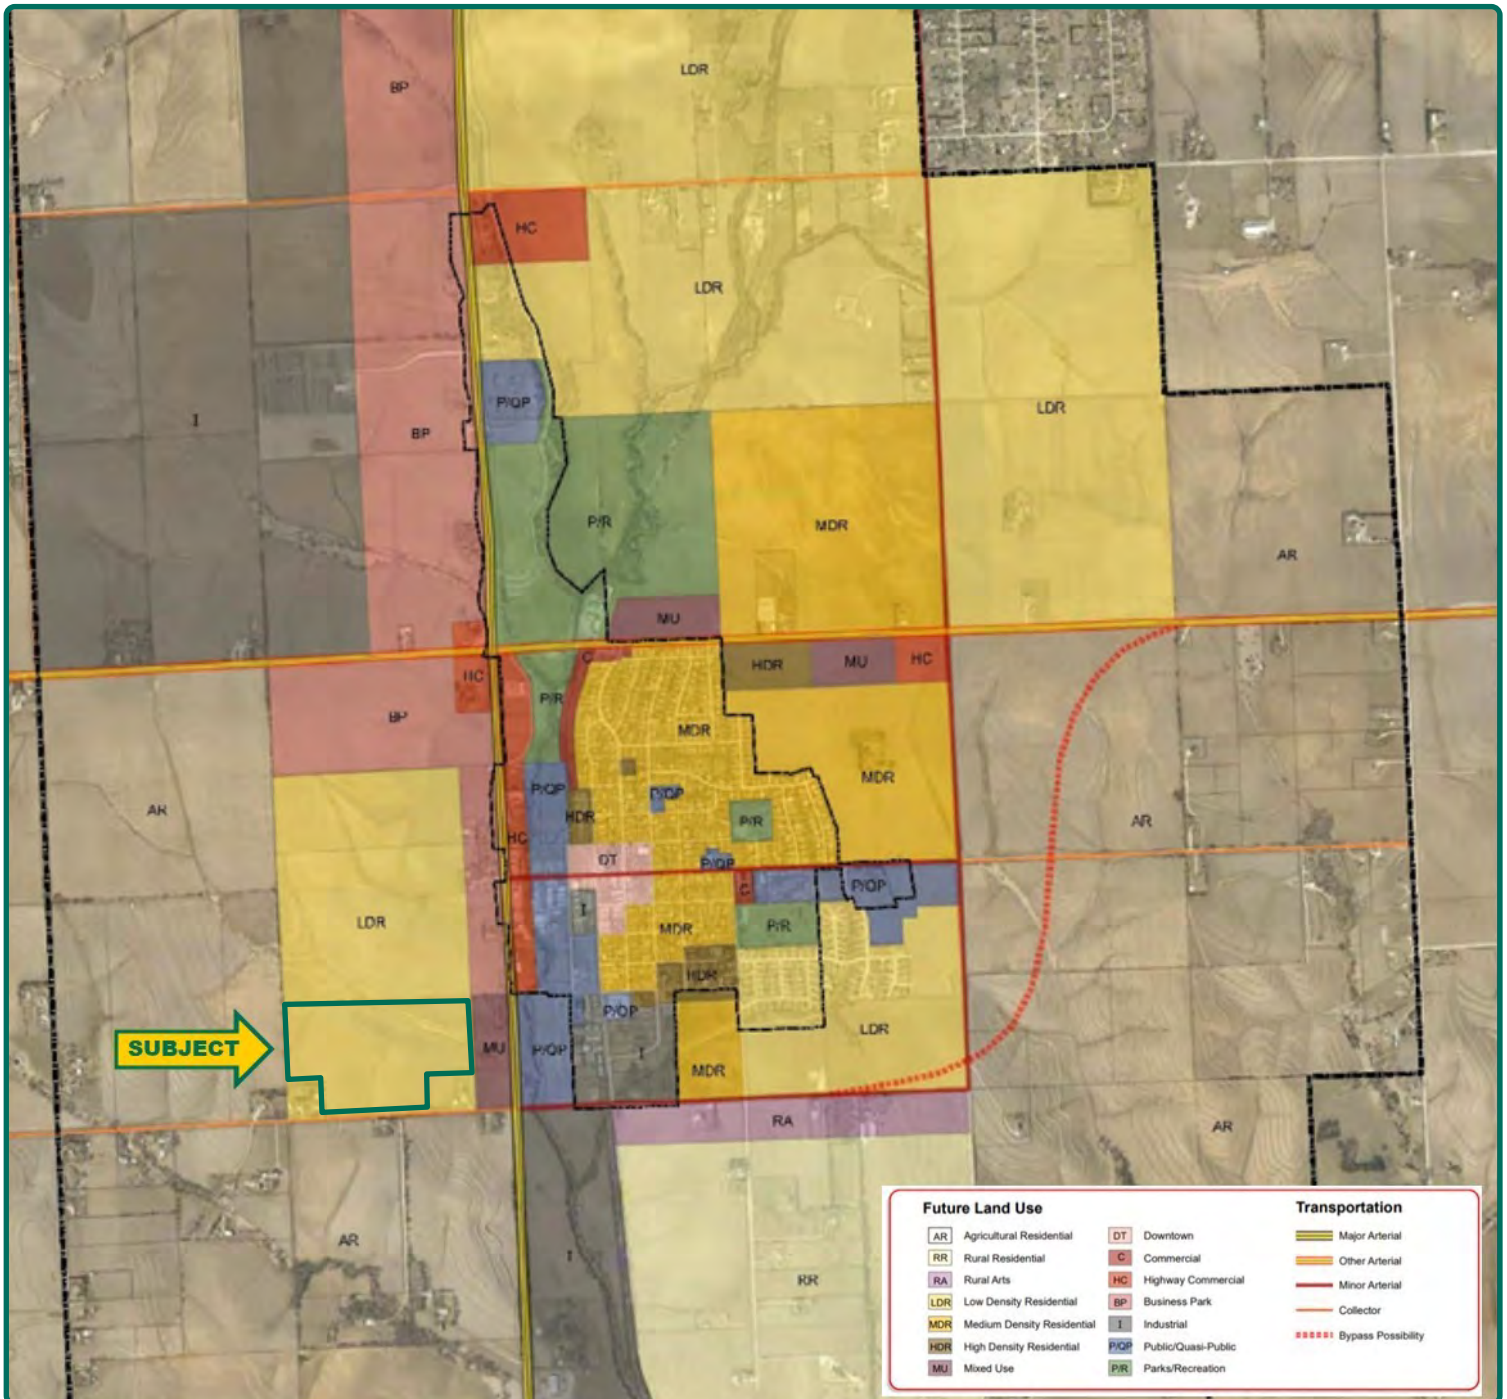 LDR
BP
HC
LDR
P/QP
LDR
I
BP
P/R
MDR
AR
MU
C
HDR
MU
HC
HC
P/R
BP
MDR
MDR
P/QP
P/QP
AR
HDR
P/R
AR
HC
DT
P/QP
P/QP
C
I
LDR
MDR
P/R
HDR
P/QP
LDR
SUBJECT
MU
P/QP
I
MDR
RA
AR
AR
I
RR
Future Land Use
AR Agricultural Residential
RR Rural Residential
RA Rural Arts
LDR Low Density Residential
MDR Medium Density Residential
HDR High Density Residential
MU Mixed Use
DT Downtown
C Commercial
HC Highway Commercial
BP Business Park
I Industrial
P/QP Public/Quasi-Public
P/R Parks/Recreation
Transportation
Major Arterial
Other Arterial
Minor Arterial
Collector
Bypass Possibility